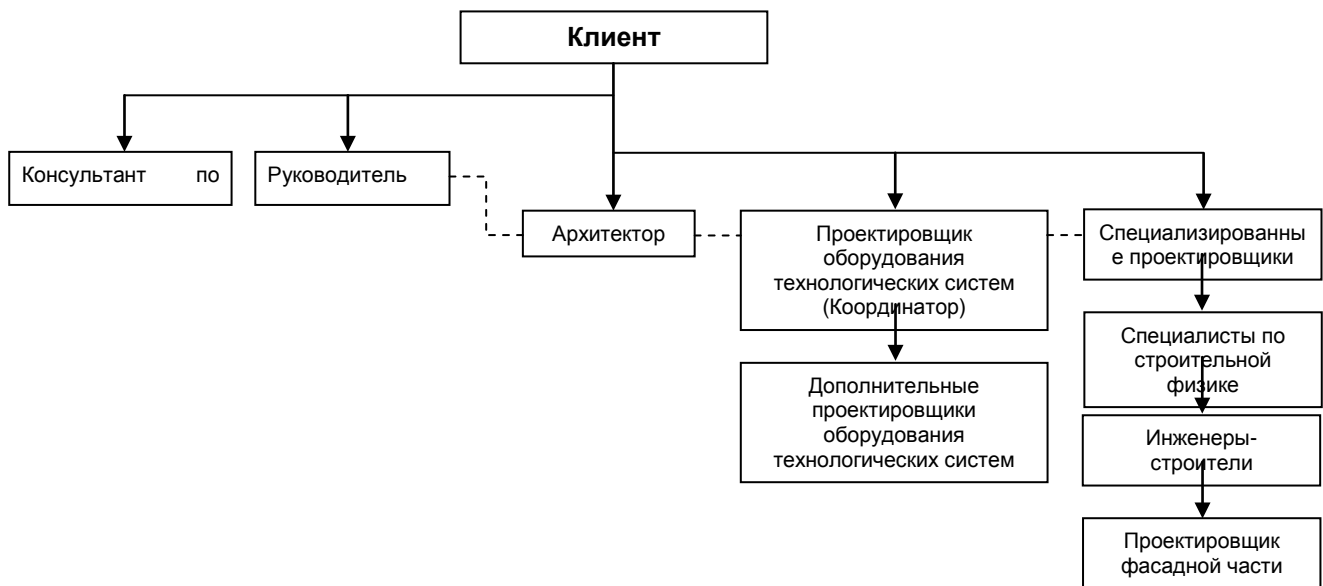 Клиент
Консультант по
Руководитель
Архитектор
Проектировщик
оборудования
технологических систем
(Координатор)
Специализированны
е проектировщики
Дополнительные
проектировщики
оборудования
технологических систем
Специалисты по
строительной
физике
Инженеры-
строители
Проектировщик
фасадной части